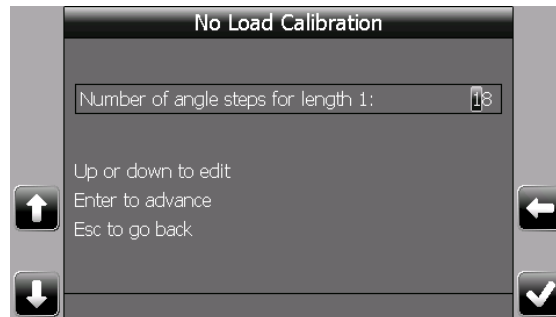 No Load Calibration
Number of angle steps for length 1: 18
Up or down to edit
Enter to advance
Esc to go back